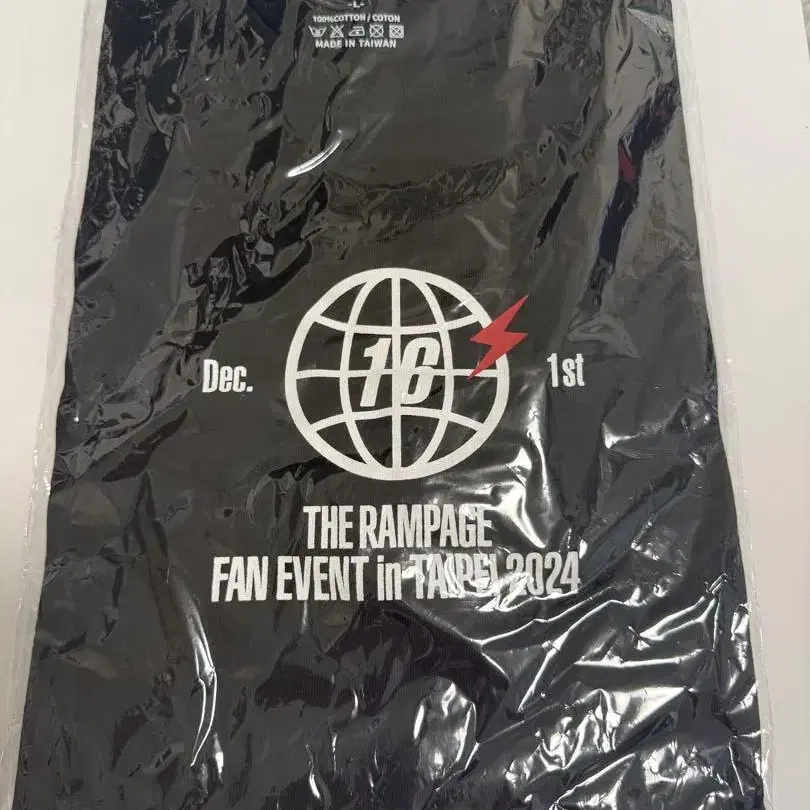 -L-
100%COTTON / COTON
MADE IN TAIWAN
16
Dec.
1st
THE RAMPAGE
FAN EVENT in TAIPEI 2024